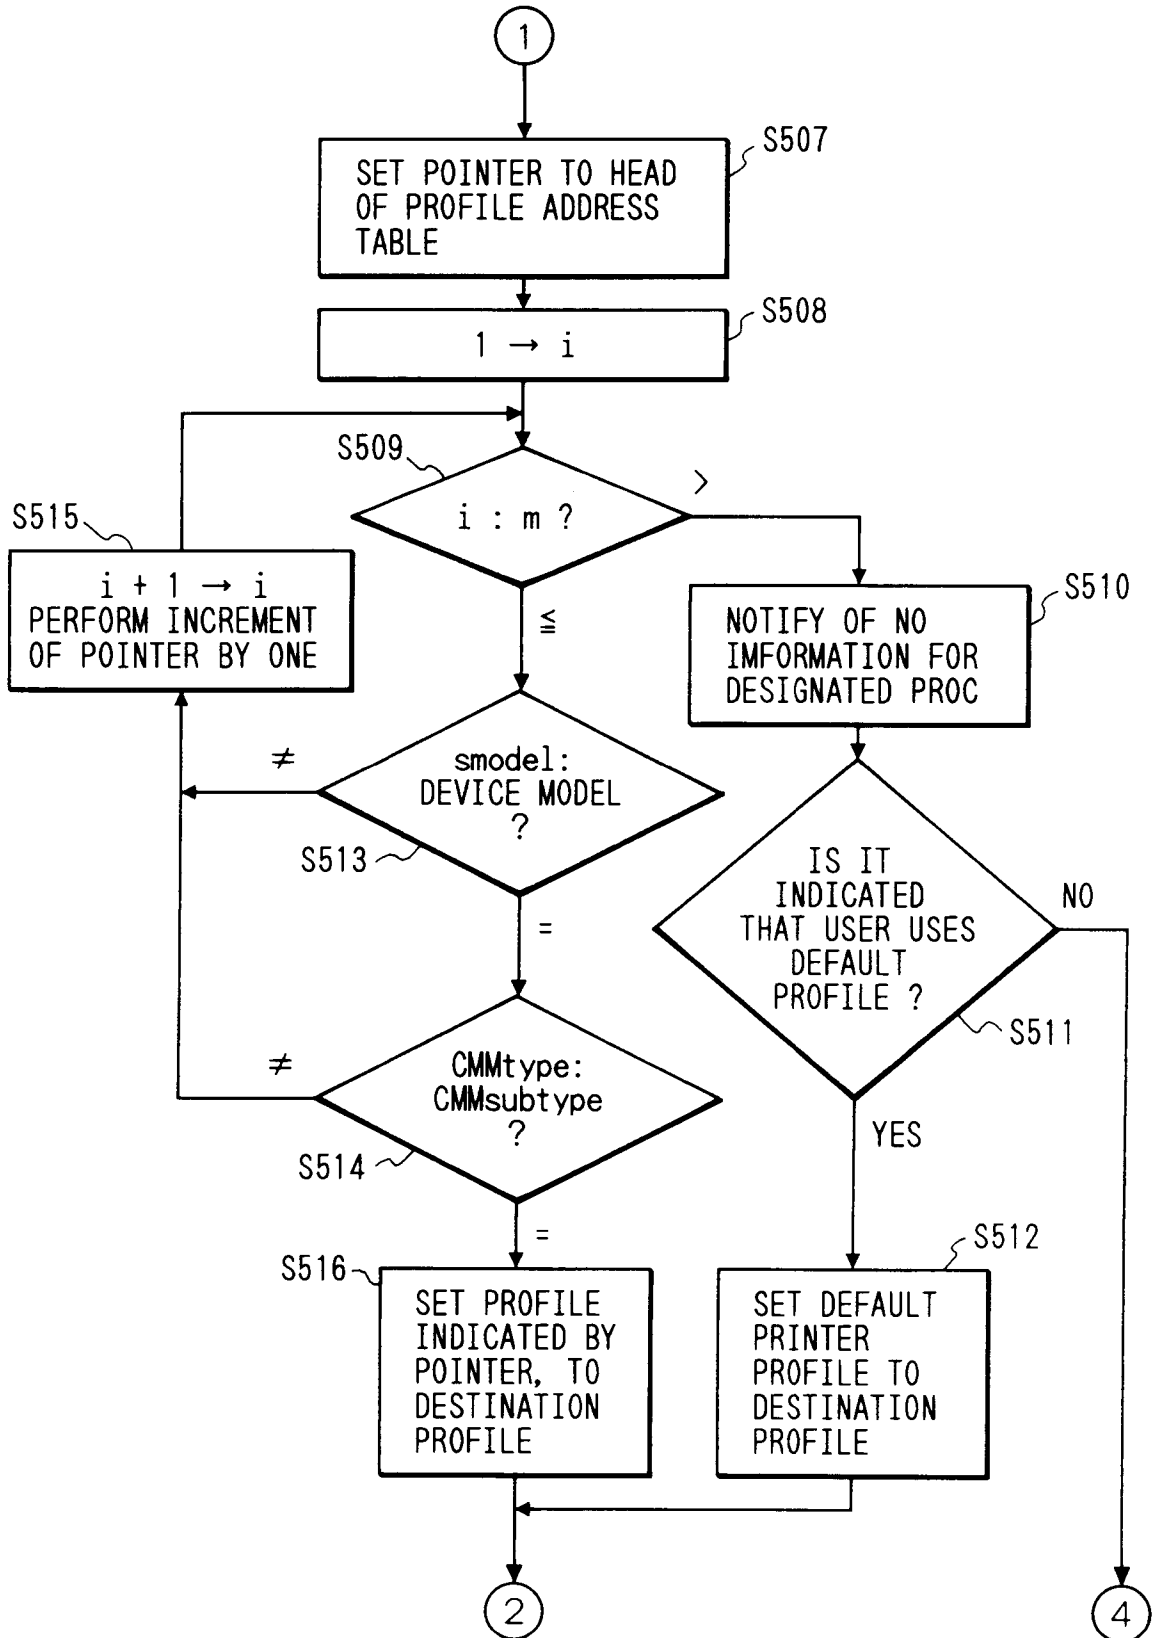 1
S507
SET POINTER TO HEAD
OF PROFILE ADDRESS
TABLE
S508
1 → i
S509
i : m ?
>
≦
S515
i + 1 → i
PERFORM INCREMENT
OF POINTER BY ONE
S510
NOTIFY OF NO
IMFORMATION FOR
DESIGNATED PROC
≠
smodel:
DEVICE MODEL
?
S513
=
IS IT
INDICATED
THAT USER USES
DEFAULT
PROFILE ?
NO
S511
YES
≠
CMMtype:
CMMsubtype
?
S514
=
S516
SET PROFILE
INDICATED BY
POINTER, TO
DESTINATION
PROFILE
S512
SET DEFAULT
PRINTER
PROFILE TO
DESTINATION
PROFILE
2
4